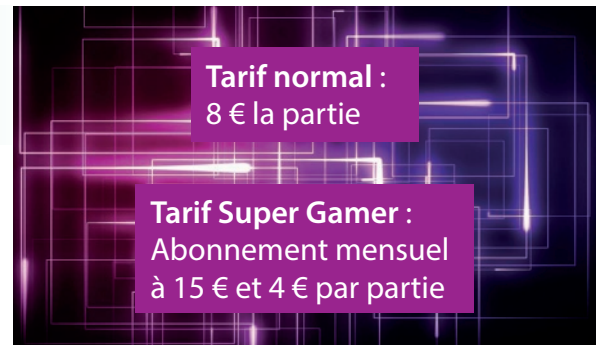 Tarif normal :
8 € la partie
Tarif Super Gamer :
Abonnement mensuel
à 15 € et 4 € par partie